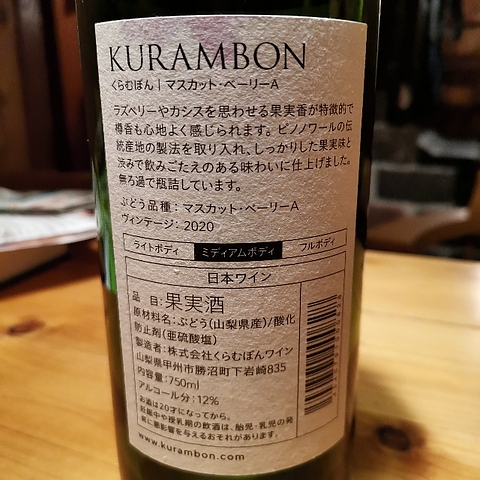 KURAMBON
くらむぼん | マスカット・ベーリーA
ラズベリーやカシスを思わせる果実香が特徴的で
樽香も心地よく感じられます。ピノノワールの伝
統産地の製法を取り入れ、しっかりした果実味と
渋みで飲みごたえのある味わいに仕上げました。
無ろ過で瓶詰しています。
ぶどう品種：マスカット・ベーリーA
ヴィンテージ：2020
ライトボディ ミディアムボディ フルボディ
日本ワイン
品 目：果実酒
原材料名：ぶどう(山梨県産)/酸化
防止剤(亜硫酸塩)
製造者：株式会社くらむぼんワイン
山梨県甲州市勝沼町下岩崎835
内容量：750ml
アルコール分：12%
お酒は20才になってから。
妊娠中や授乳期の飲酒は、胎児・乳児の発
育に悪影響を与えるおそれがあります。
www.kurambon.com